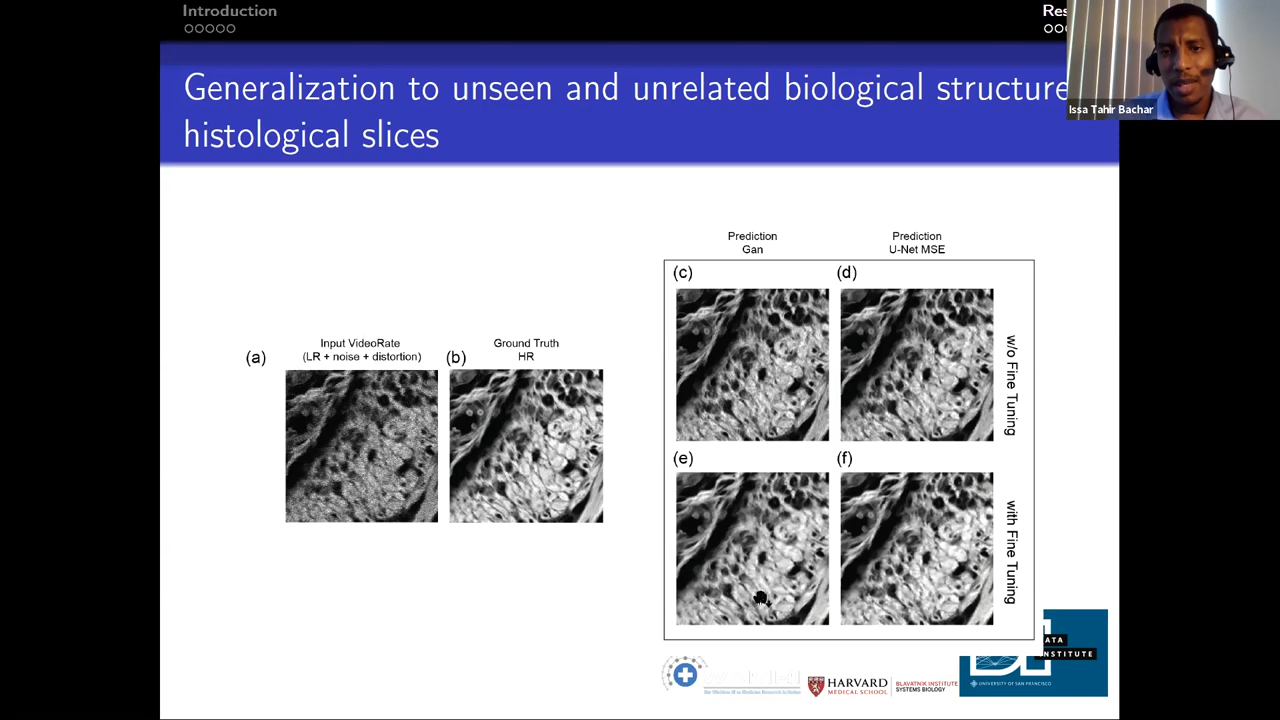 Introduction
Res
Issa Tahir Bachar
Generalization to unseen and unrelated biological structure
histological slices
Prediction
Gan
Prediction
U-Net MSE
(c)
(d)
w/o Fine Tuning
(a)
Input VideoRate
(LR + noise + distortion)
(b)
Ground Truth
HR
(e)
(f)
with Fine Tuning
ATA
INSTITUTE
UNIVERSITY OF SAN FRANCISCO
HARVARD
MEDICAL SCHOOL
BLAVATNIK INSTITUTE
SYSTEMS BIOLOGY